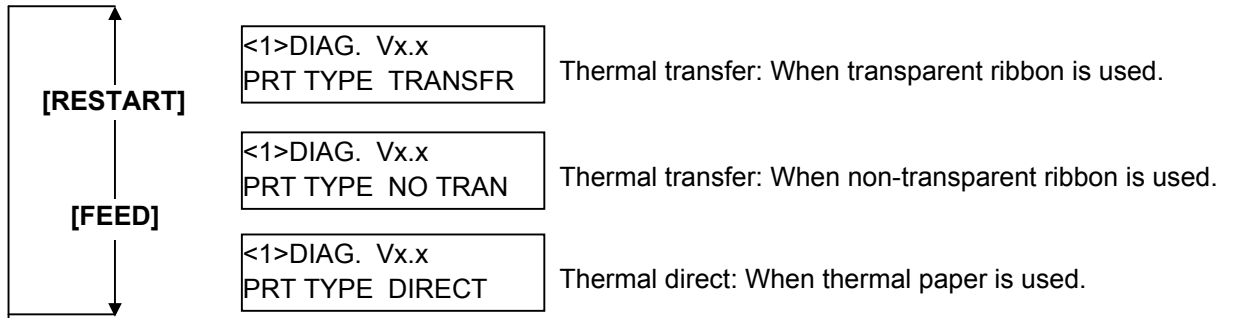 <1>DIAG. Vx.x
PRT TYPE TRANSFR
Thermal transfer: When transparent ribbon is used.
[RESTART]
<1>DIAG. Vx.x
PRT TYPE NO TRAN
Thermal transfer: When non-transparent ribbon is used.
[FEED]
<1>DIAG. Vx.x
PRT TYPE DIRECT
Thermal direct: When thermal paper is used.